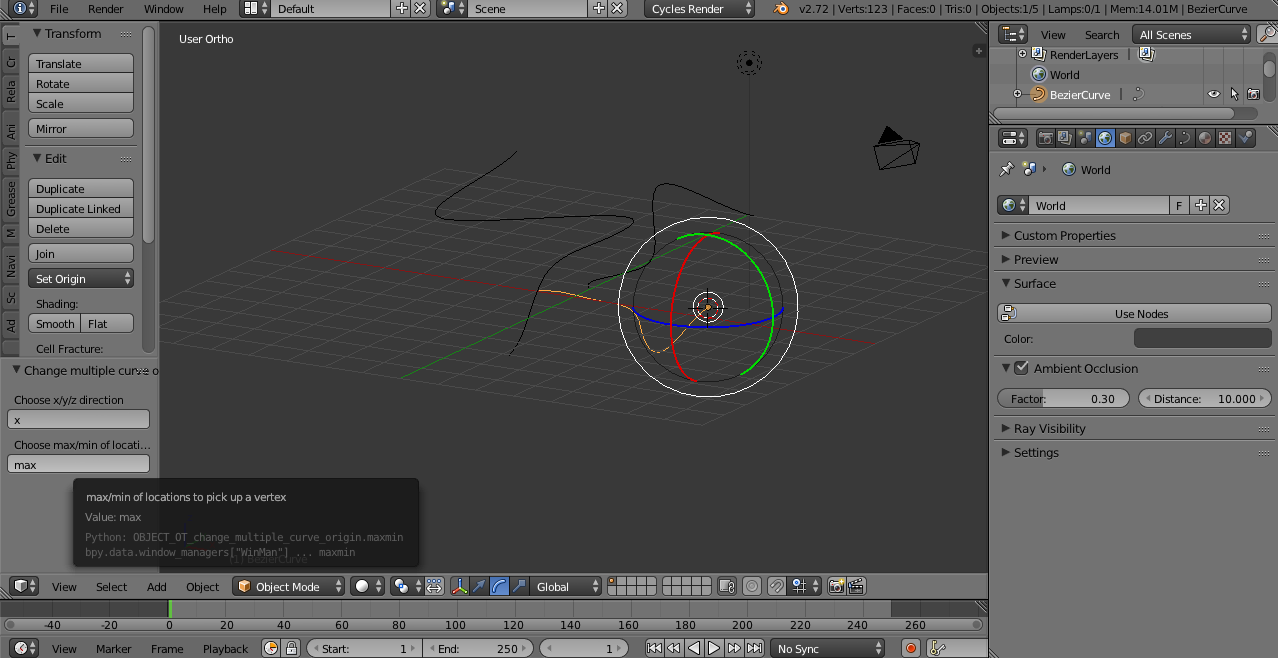 File Render Window Help Default Scene Cycles Render v2.72 | Verts:123 | Faces:0 | Tris:0 | Objects:1/5 | Lamps:0/1 | Mem:14.01M | BezierCurve
T
Cr
Rela
Ani
Phy
Grease
M
Navi
Sc
Ad
Transform
Translate
Rotate
Scale
Mirror
Edit
Duplicate
Duplicate Linked
Delete
Join
Set Origin
Shading:
Smooth Flat
Cell Fracture:
Change multiple curve o
Choose x/y/z direction
x
Choose max/min of locati...
max
User Ortho
max/min of locations to pick up a vertex
Value: max
Python: OBJECT_OT_change_multiple_curve_origin.maxmin
bpy.data.window_managers["WinMan"] ... maxmin
(1) BezierCurve
View Select Add Object Object Mode Global
-40 -20 0 20 40 60 80 100 120 140 160 180 200 220 240 260
View Marker Frame Playback Start: 1 End: 250 1 No Sync
View Search All Scenes
RenderLayers
World
BezierCurve
World
World F
Custom Properties
Preview
Surface
Use Nodes
Color:
Ambient Occlusion
Factor: 0.30 Distance: 10.000
Ray Visibility
Settings